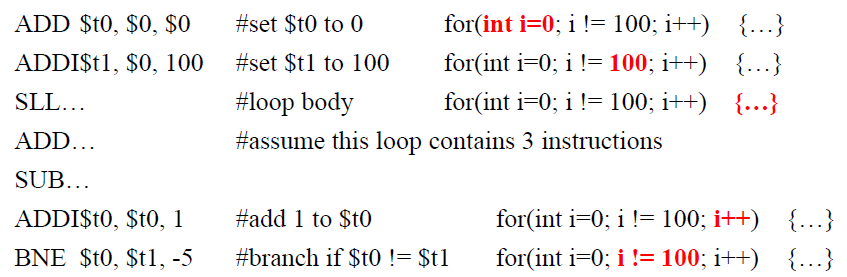 ADD $t0, $0, $0 #set $t0 to 0 for(int i=0; i != 100; i++) {…}
ADDI$t1, $0, 100 #set $t1 to 100 for(int i=0; i != 100; i++) {…}
SLL… #loop body for(int i=0; i != 100; i++) {…}
ADD… #assume this loop contains 3 instructions
SUB…
ADDI$t0, $t0, 1 #add 1 to $t0 for(int i=0; i != 100; i++) {…}
BNE $t0, $t1, -5 #branch if $t0 != $t1 for(int i=0; i != 100; i++) {…}